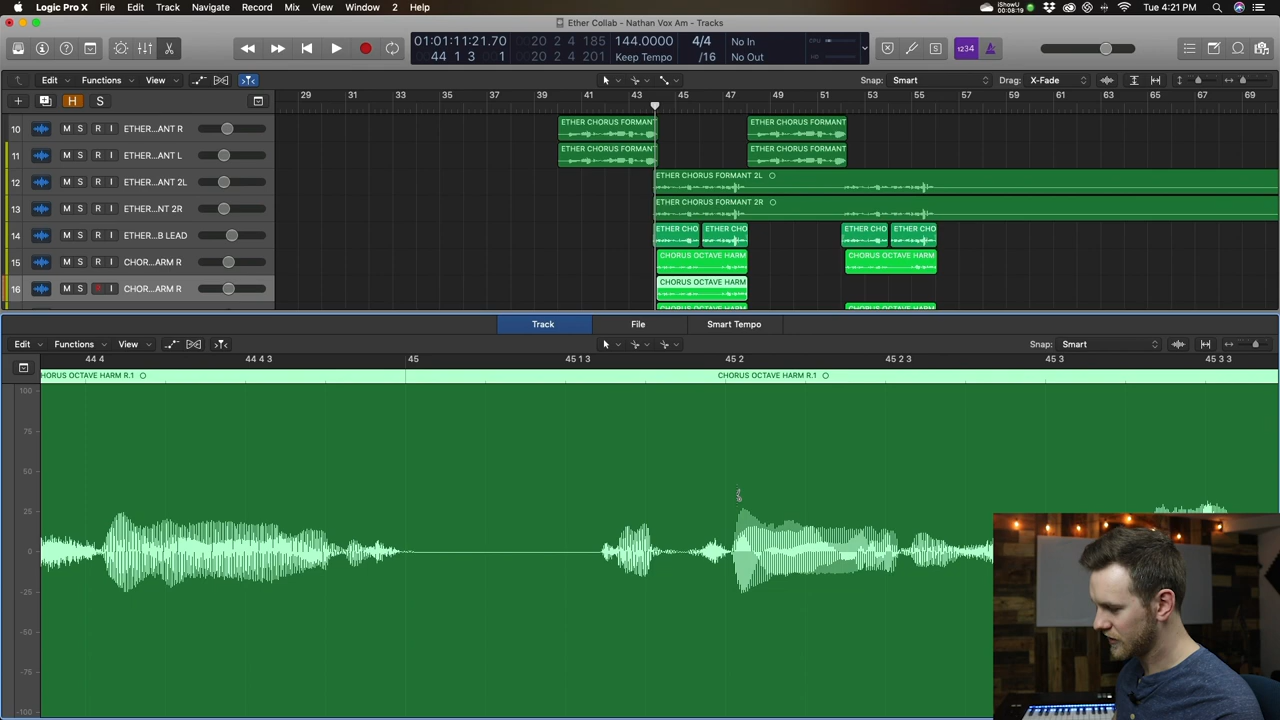 Logic Pro X File Edit Track Navigate Record Mix View Window 2 Help
iShowU
00:08:19
Tue 4:21 PM
Ether Collab - Nathan Vox Am - Tracks
01:01:11:21.70
44 1 3 1
20 2 4 185
20 2 4 201
144.0000
Keep Tempo
4/4
/16
No In
No Out
CPU
HD
1234
Edit Functions View
Snap: Smart Drag: X-Fade
H S
29 31 33 35 37 39 41 43 45 47 49 51 53 55 57 59 61 63 65 67 69
10 M S R I ETHER...ANT R
ETHER CHORUS FORMANT ETHER CHORUS FORMANT
11 M S R I ETHER...ANT L
ETHER CHORUS FORMANT ETHER CHORUS FORMANT
12 M S R I ETHER...ANT 2L
ETHER CHORUS FORMANT 2L
13 M S R I ETHER...NT 2R
ETHER CHORUS FORMANT 2R
14 M S R I ETHER...B LEAD
ETHER CHO ETHER CHO ETHER CHO ETHER CHO
15 M S R I CHOR...ARM R
CHORUS OCTAVE HARM CHORUS OCTAVE HARM
16 M S R I CHOR...ARM R
CHORUS OCTAVE HARM
Track File Smart Tempo
Edit Functions View
Snap: Smart
44 4 44 4 3 45 45 1 3 45 2 45 2 3 45 3 45 3 3
HORUS OCTAVE HARM R.1 CHORUS OCTAVE HARM R.1
100
75
50
25
0
-25
-50
-75
-100